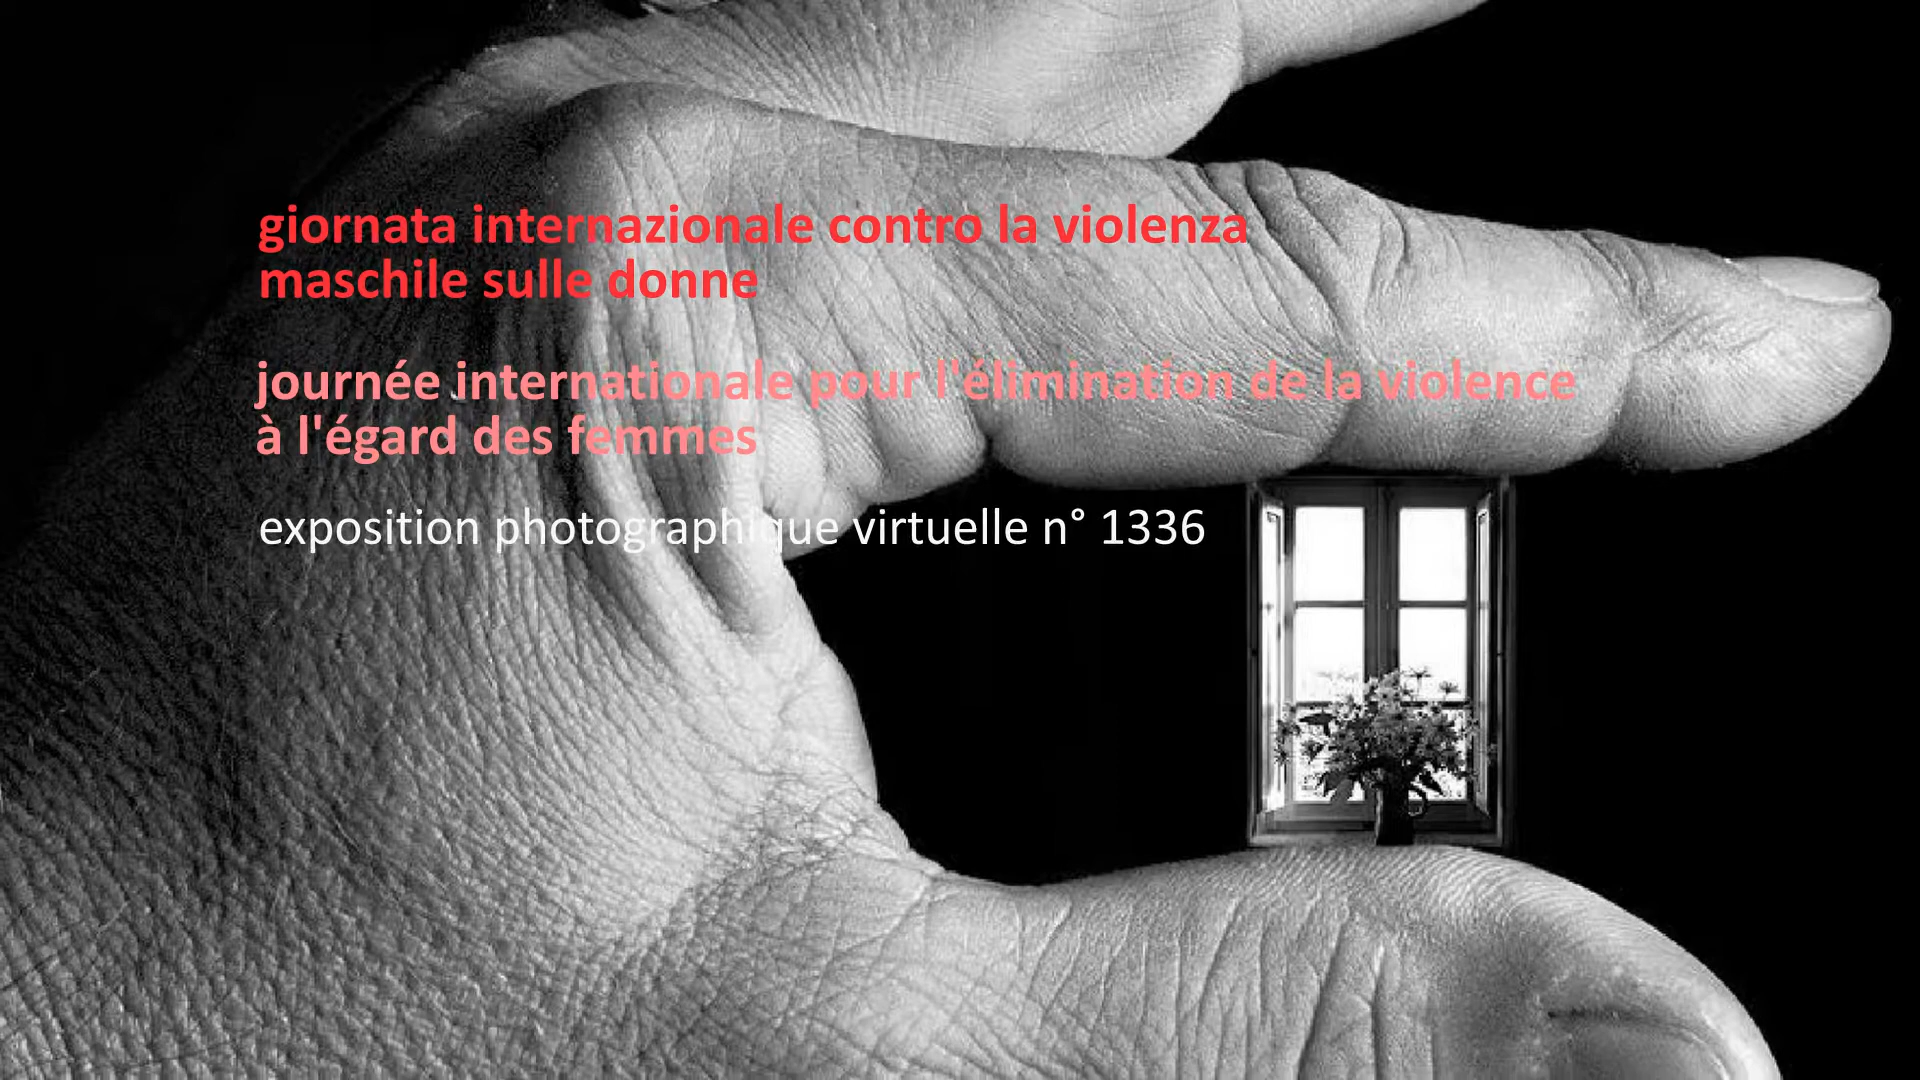 giornata internazionale contro la violenza
maschile sulle donne
journée internationale pour l'élimination de la violence
à l'égard des femmes
exposition photographique virtuelle n° 1336